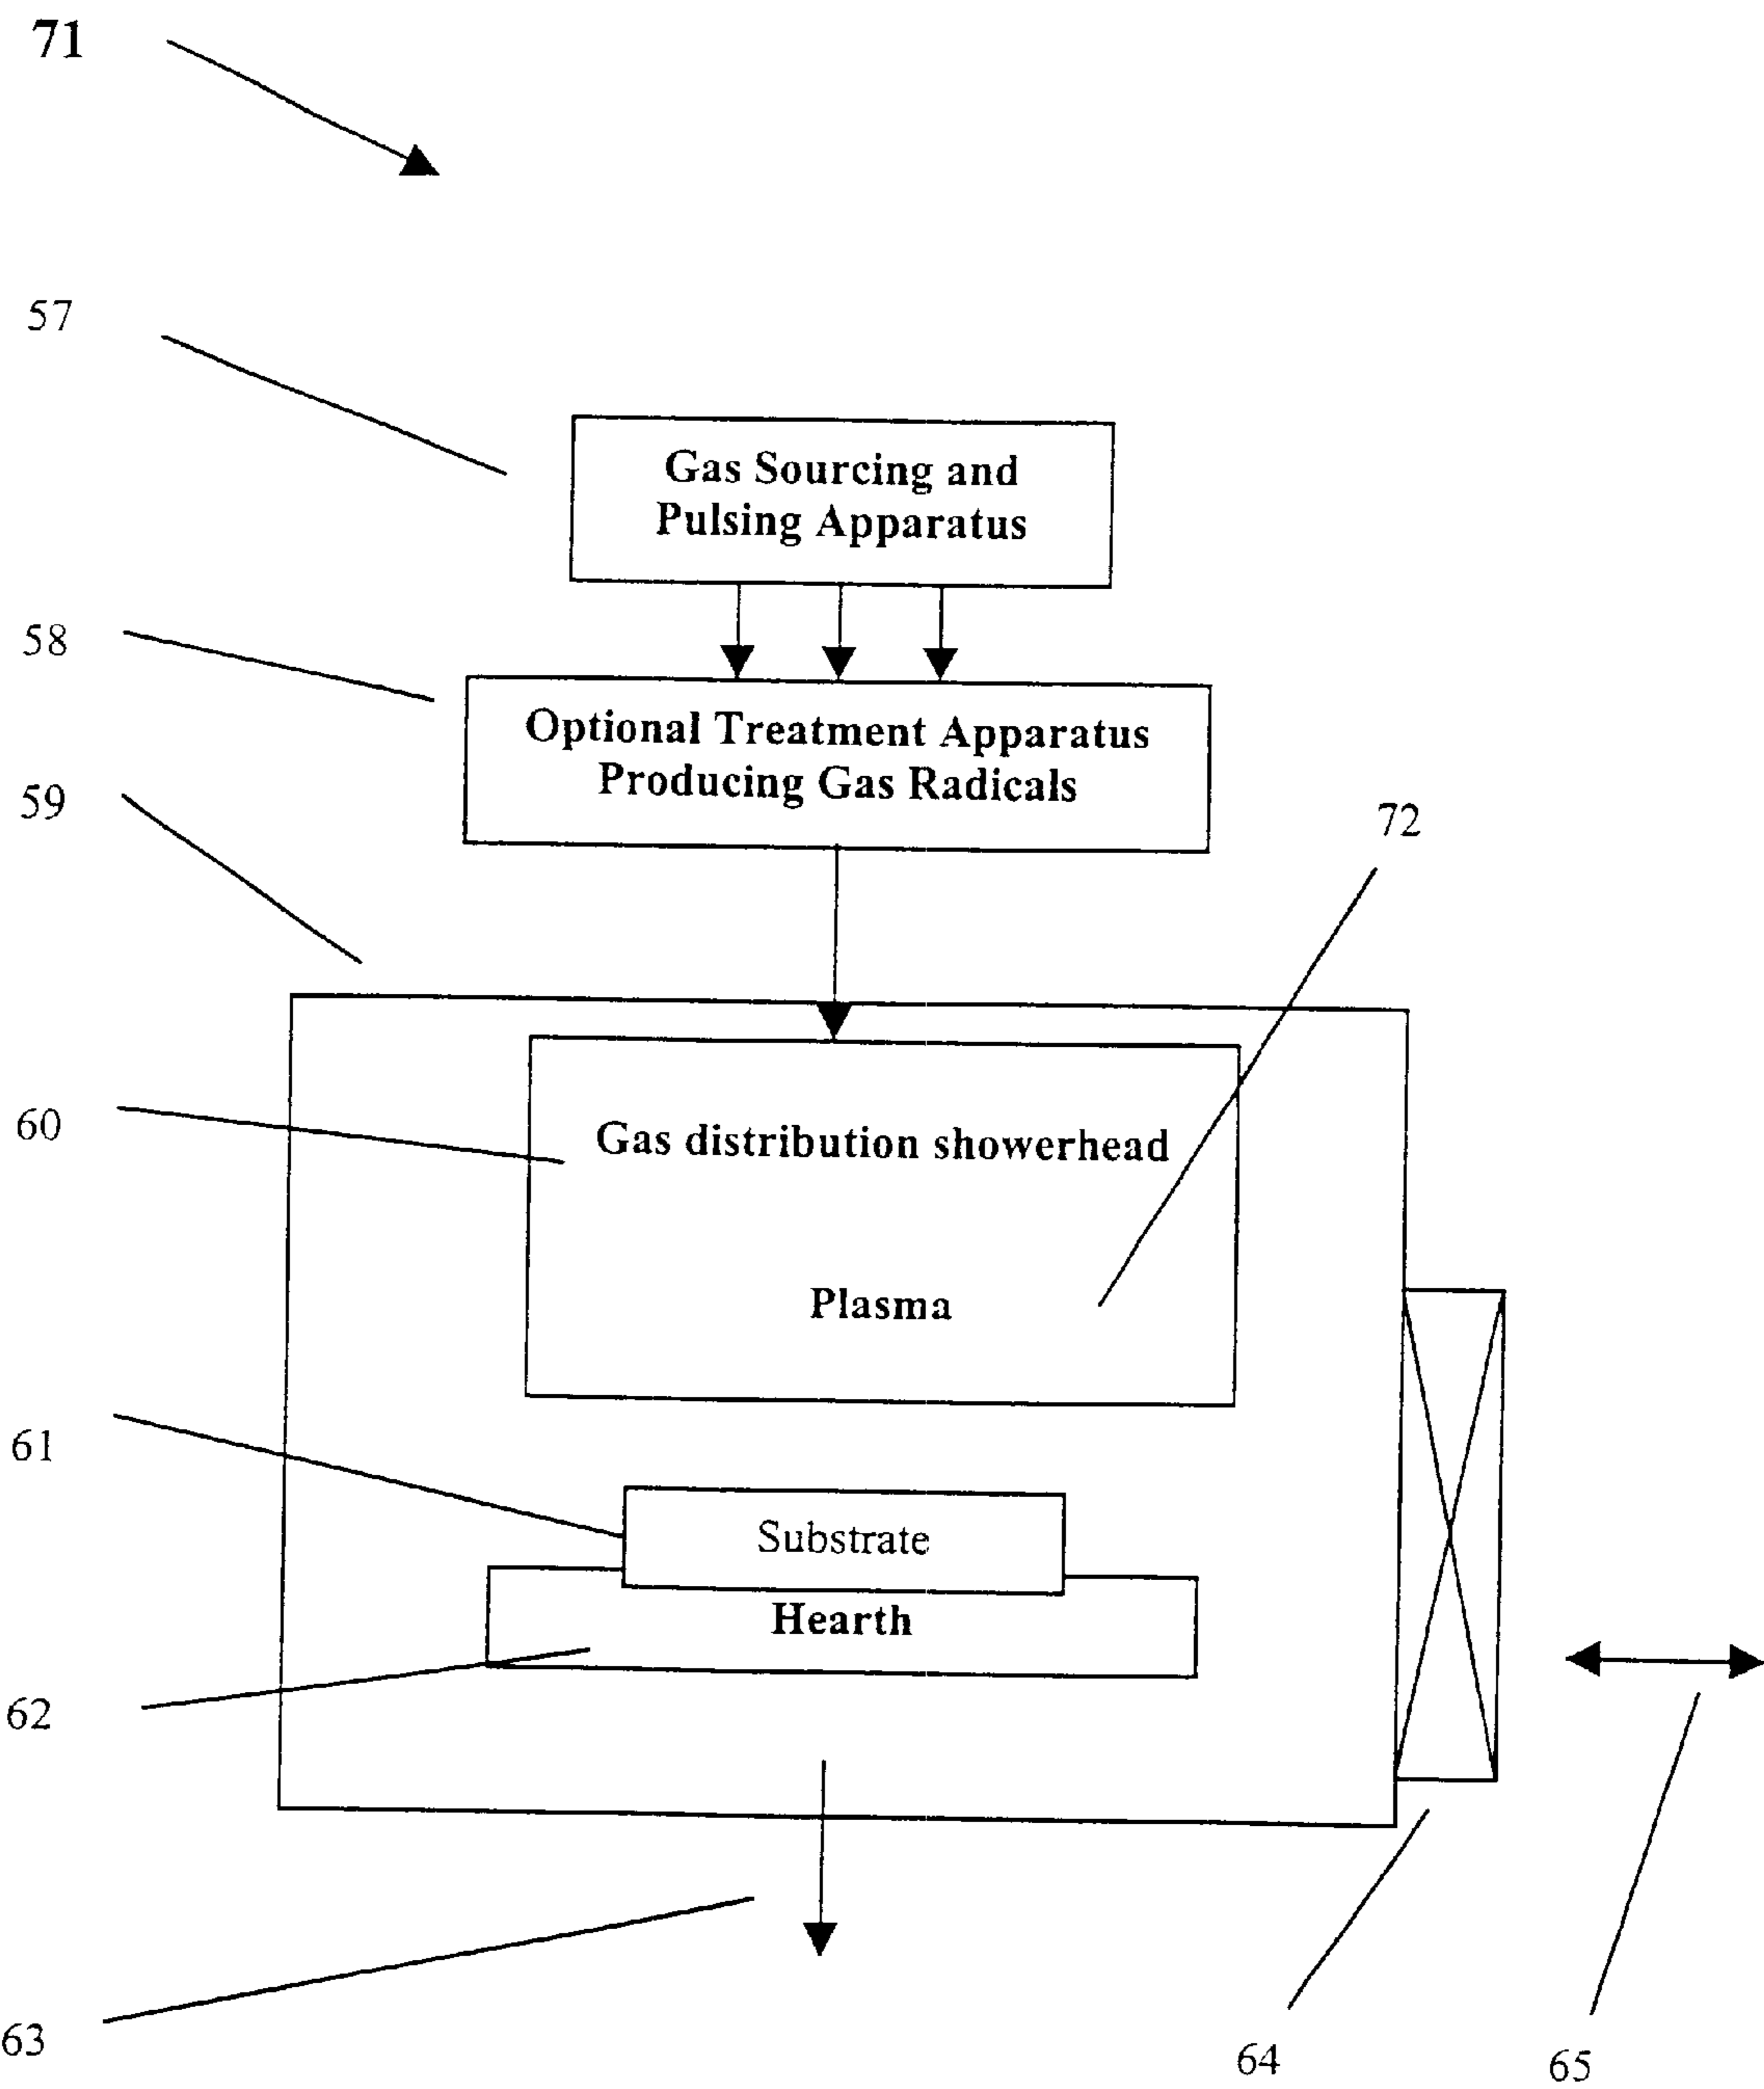 71
57
Gas Sourcing and
Pulsing Apparatus
58
Optional Treatment Apparatus
Producing Gas Radicals
59
72
60
Gas distribution showerhead
Plasma
61
Substrate
Hearth
62
63
64
65